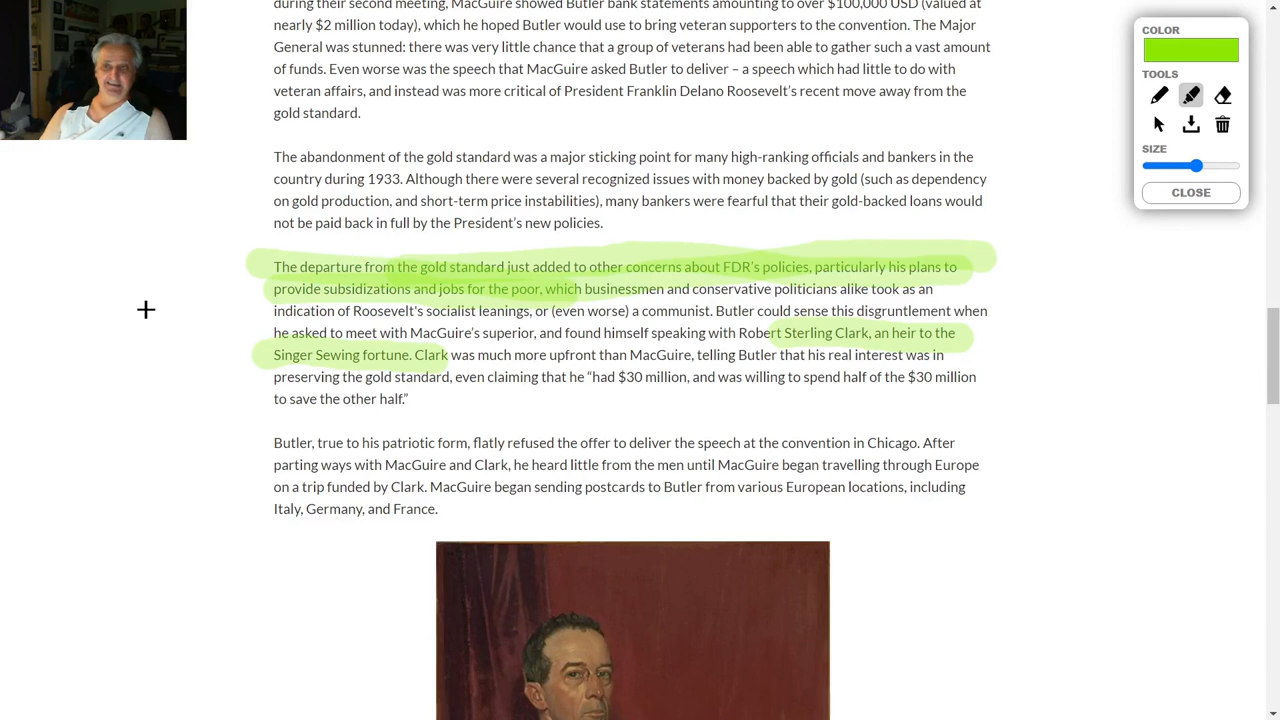 during their second meeting, MacGuire showed Butler bank statements amounting to over $100,000 USD (valued at
nearly $2 million today), which he hoped Butler would use to bring veteran supporters to the convention. The Major
General was stunned: there was very little chance that a group of veterans had been able to gather such a vast amount
of funds. Even worse was the speech that MacGuire asked Butler to deliver – a speech which had little to do with
veteran affairs, and instead was more critical of President Franklin Delano Roosevelt's recent move away from the
gold standard.
The abandonment of the gold standard was a major sticking point for many high-ranking officials and bankers in the
country during 1933. Although there were several recognized issues with money backed by gold (such as dependency
on gold production, and short-term price instabilities), many bankers were fearful that their gold-backed loans would
not be paid back in full by the President's new policies.
The departure from the gold standard just added to other concerns about FDR's policies, particularly his plans to
provide subsidizations and jobs for the poor, which businessmen and conservative politicians alike took as an
indication of Roosevelt's socialist leanings, or (even worse) a communist. Butler could sense this disgruntlement when
he asked to meet with MacGuire's superior, and found himself speaking with Robert Sterling Clark, an heir to the
Singer Sewing fortune. Clark was much more upfront than MacGuire, telling Butler that his real interest was in
preserving the gold standard, even claiming that he “had $30 million, and was willing to spend half of the $30 million
to save the other half.”
Butler, true to his patriotic form, flatly refused the offer to deliver the speech at the convention in Chicago. After
parting ways with MacGuire and Clark, he heard little from the men until MacGuire began travelling through Europe
on a trip funded by Clark. MacGuire began sending postcards to Butler from various European locations, including
Italy, Germany, and France.
COLOR
TOOLS
SIZE
CLOSE